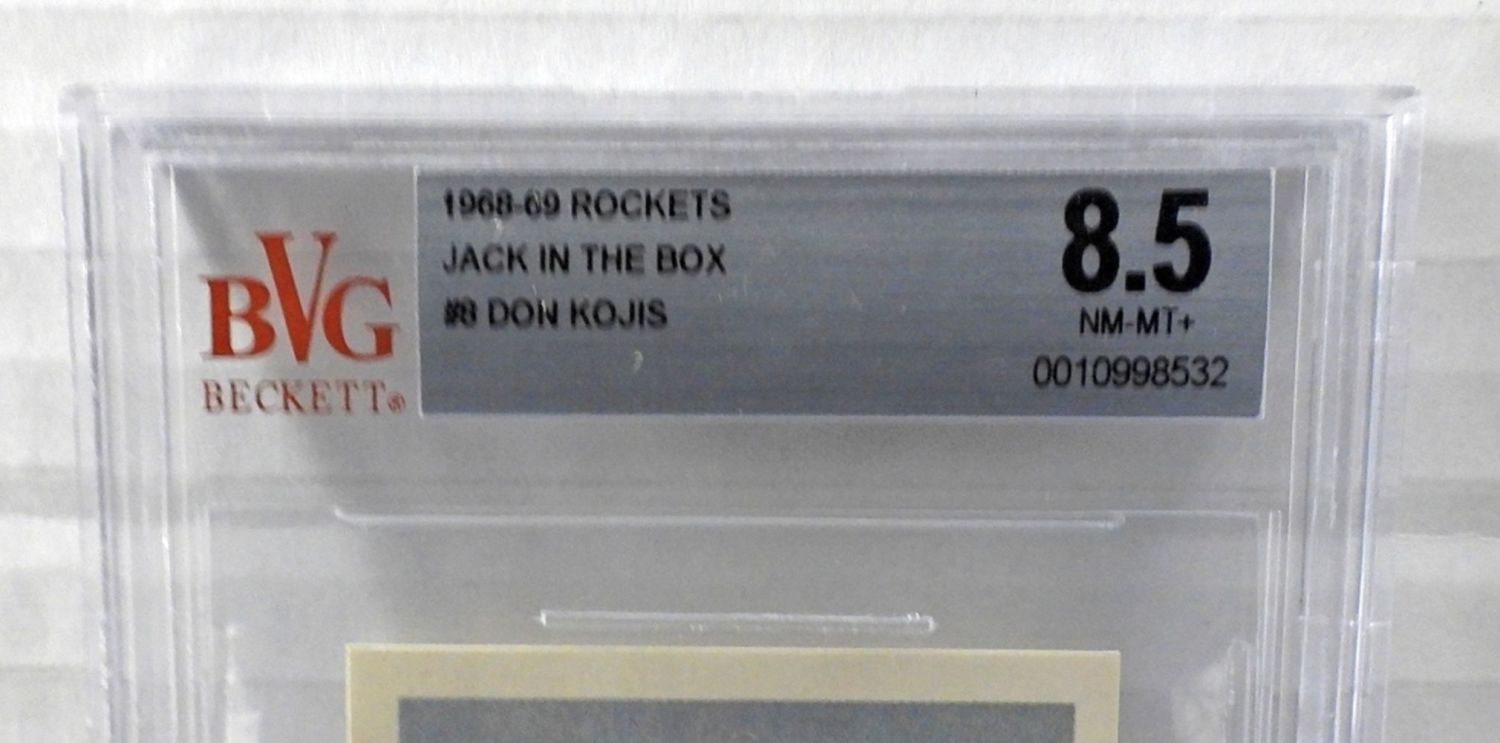 BVG
BECKETT®
1968-69 ROCKETS
JACK IN THE BOX
#8 DON KOJIS
8.5
NM-MT+
0010998532